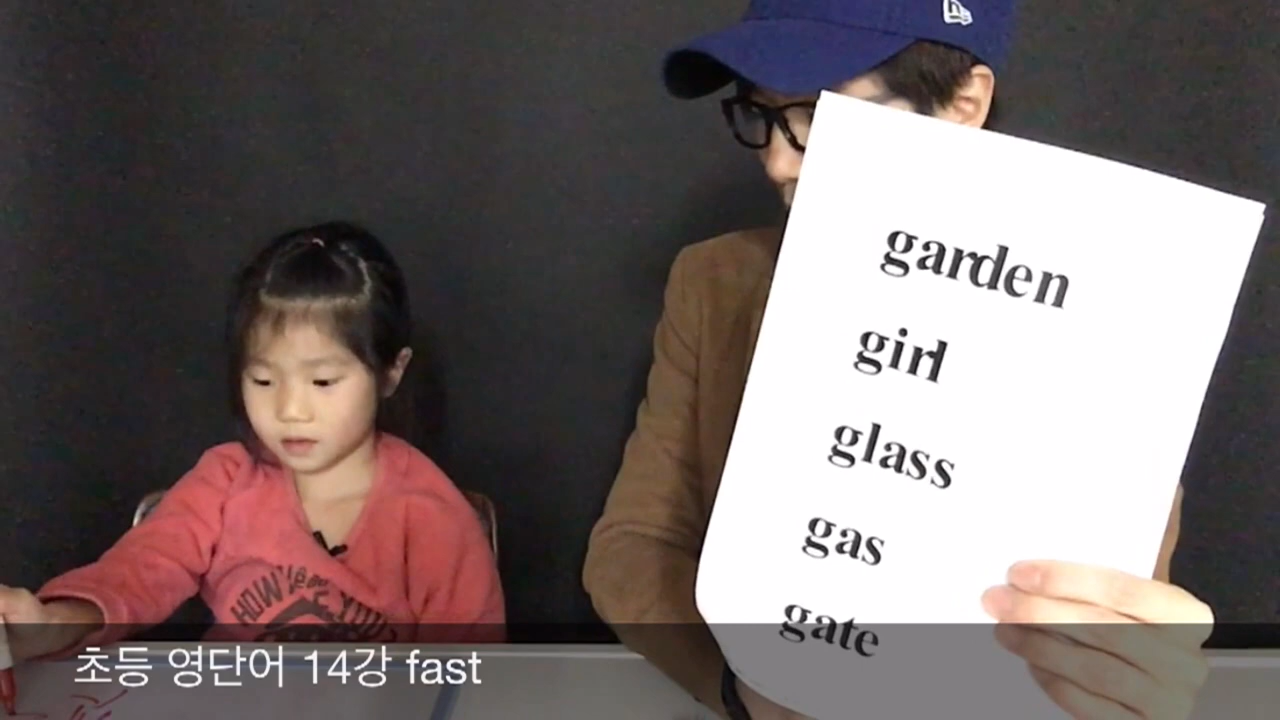 garden
girl
glass
gas
gate
초등 영단어 14강 fast